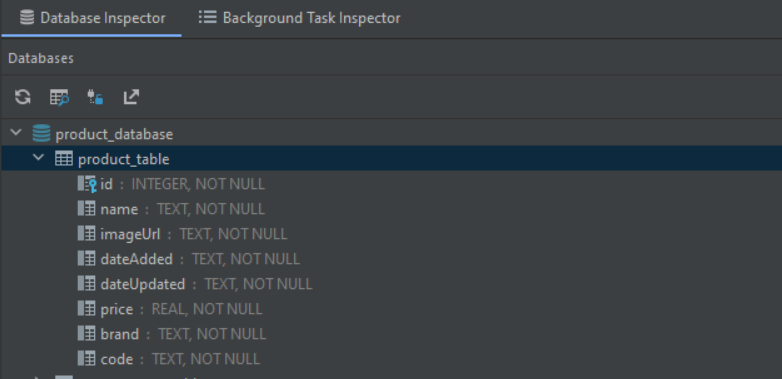 Database Inspector Background Task Inspector
Databases
product_database
product_table
id : INTEGER, NOT NULL
name : TEXT, NOT NULL
imageUrl : TEXT, NOT NULL
dateAdded : TEXT, NOT NULL
dateUpdated : TEXT, NOT NULL
price : REAL, NOT NULL
brand : TEXT, NOT NULL
code : TEXT, NOT NULL